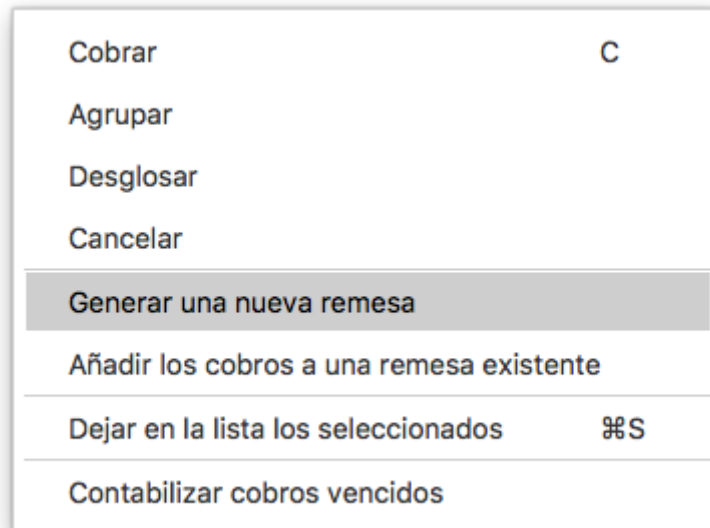 Cobrar C
Agrupar
Desglosar
Cancelar
Generar una nueva remesa
Añadir los cobros a una remesa existente
Dejar en la lista los seleccionados ⌘S
Contabilizar cobros vencidos